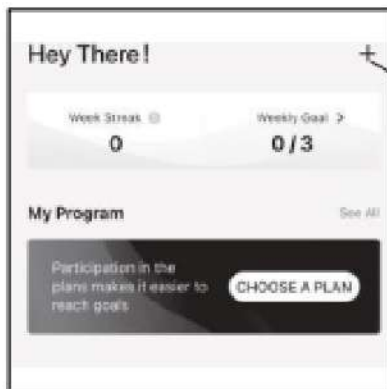 Hey There!
+
Week Streak
Weekly Goal >
0
0/3
My Program
See All
Participation in the
plans makes it easier to
reach goals
CHOOSE A PLAN